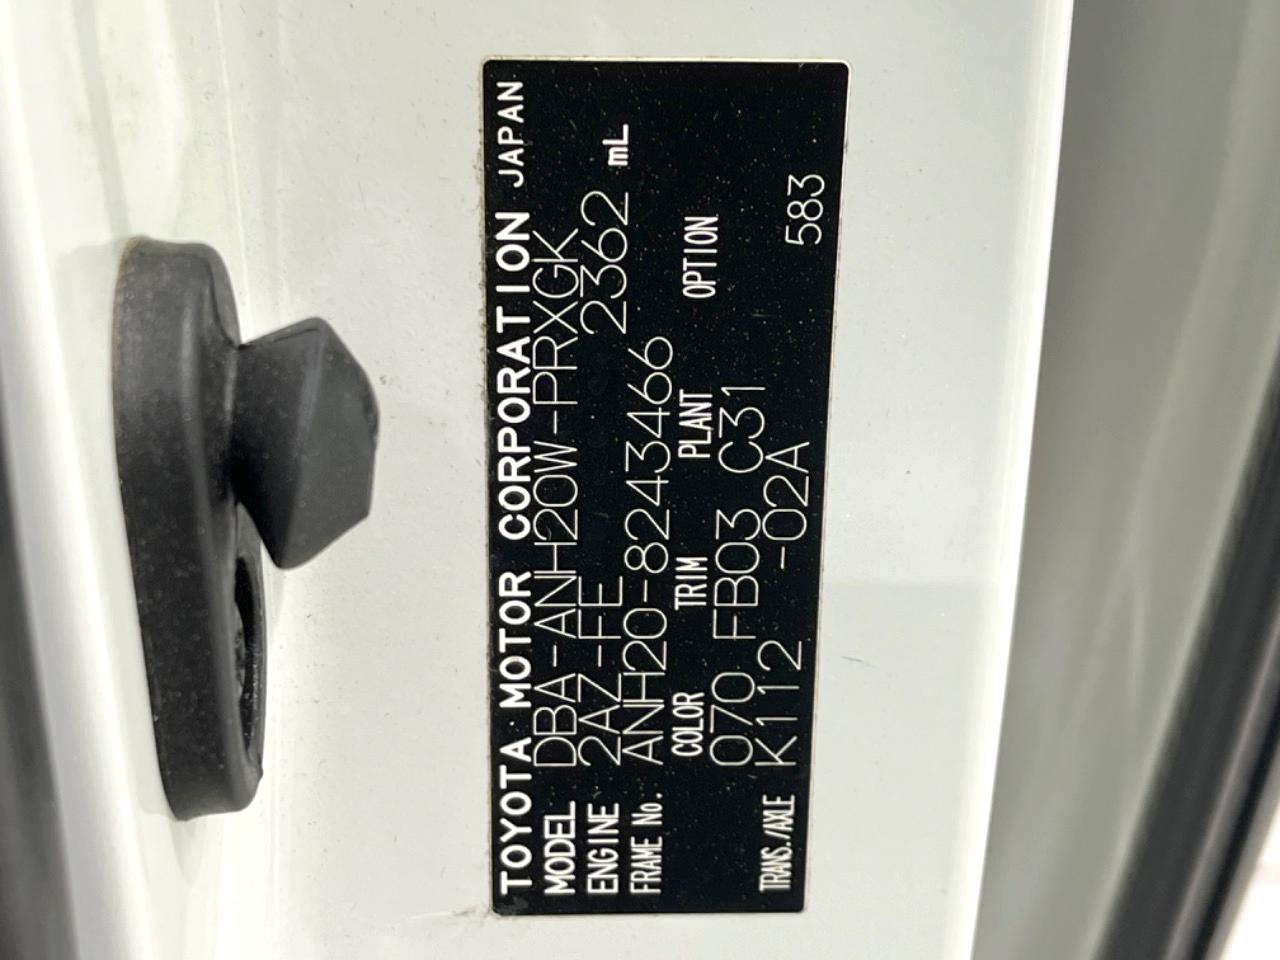 TOYOTA MOTOR CORPORATION JAPAN
MODEL DBA-ANH20W-PRXGK
ENGINE 2AZ-FE 2362 mL
FRAME No. ANH20-8243466
COLOR TRIM PLANT OPTION
070 FB03 C31
TRANS./AXLE K112 -02A 583